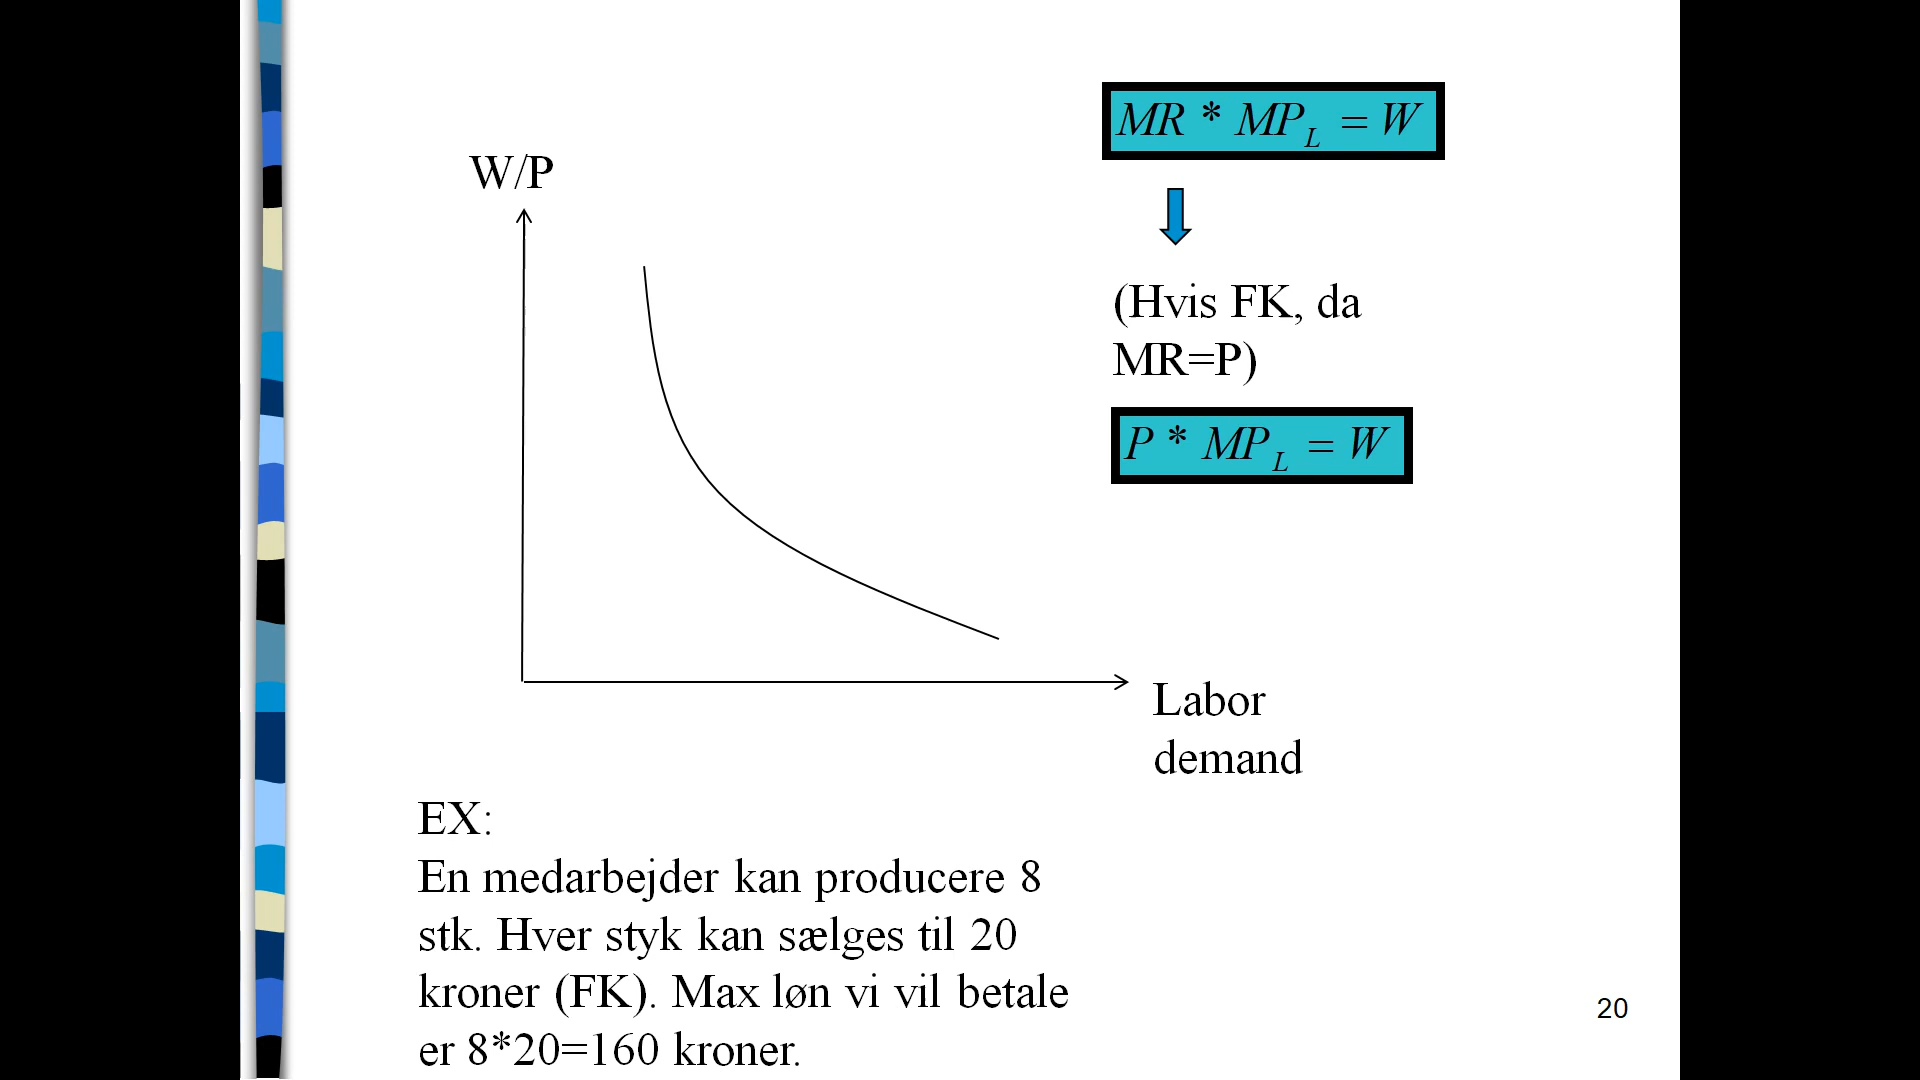 MR * MP_L = W
W/P
(Hvis FK, da
MR=P)
P * MP_L = W
Labor
demand
EX:
En medarbejder kan producere 8
stk. Hver styk kan sælges til 20
kroner (FK). Max løn vi vil betale
er 8*20=160 kroner.
20